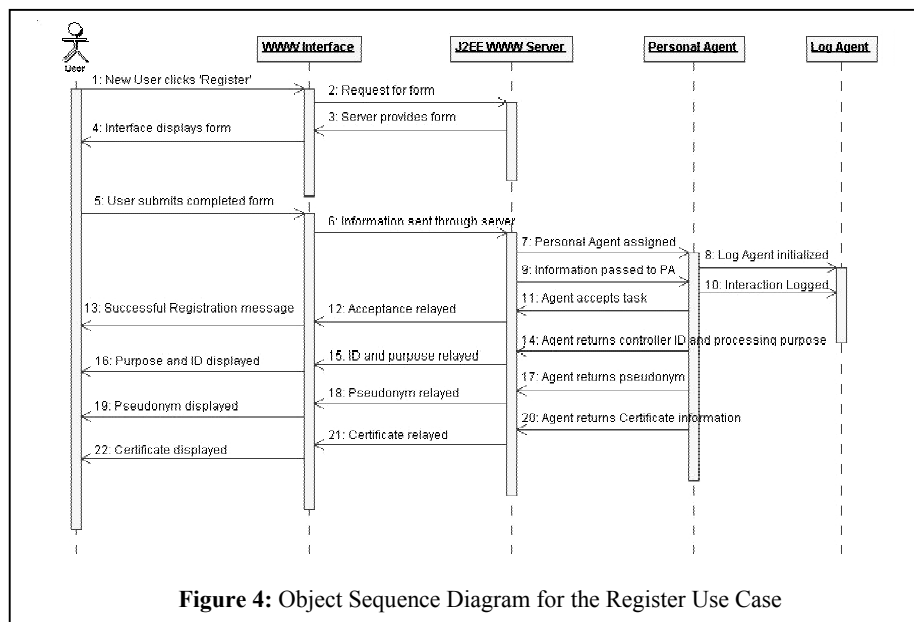 WWW Interface
J2EE WWW Server
Personal Agent
Log Agent
User
1: New User clicks 'Register'
2: Request for form
3: Server provides form
4: Interface displays form
5: User submits completed form
6: Information sent through server
7: Personal Agent assigned
8: Log Agent initialized
9: Information passed to PA
10: Interaction Logged
11: Agent accepts task
12: Acceptance relayed
13: Successful Registration message
14: Agent returns controller ID and processing purpose
15: ID and purpose relayed
16: Purpose and ID displayed
17: Agent returns pseudonym
18: Pseudonym relayed
19: Pseudonym displayed
20: Agent returns Certificate information
21: Certificate relayed
22: Certificate displayed
Figure 4: Object Sequence Diagram for the Register Use Case